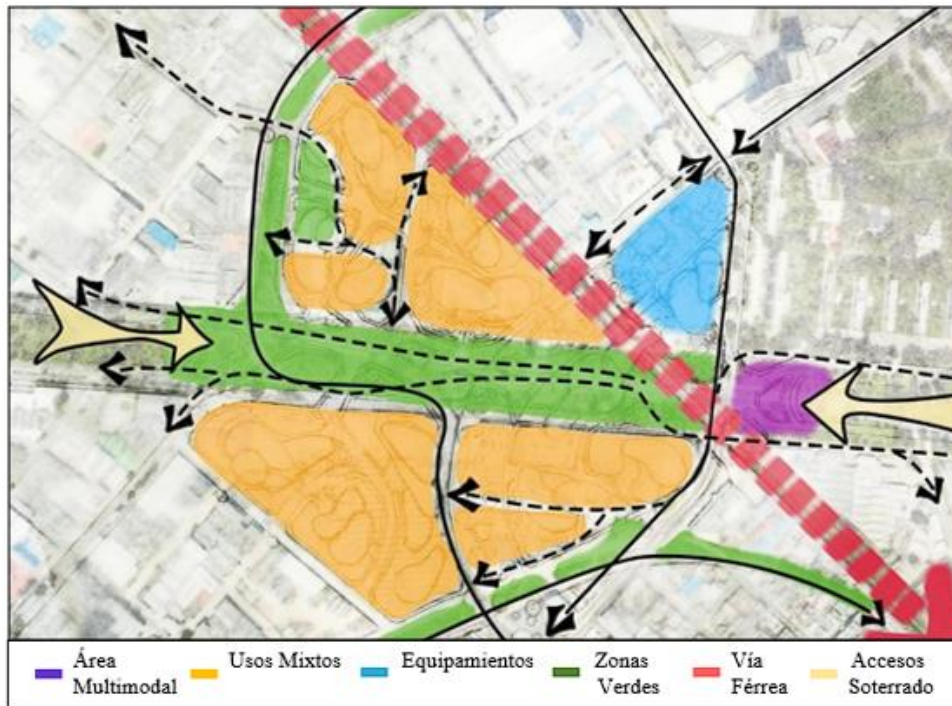 Área
Multimodal
Usos Mixtos
Equipamientos
Zonas
Verdes
Vía
Férrea
Accesos
Soterrado